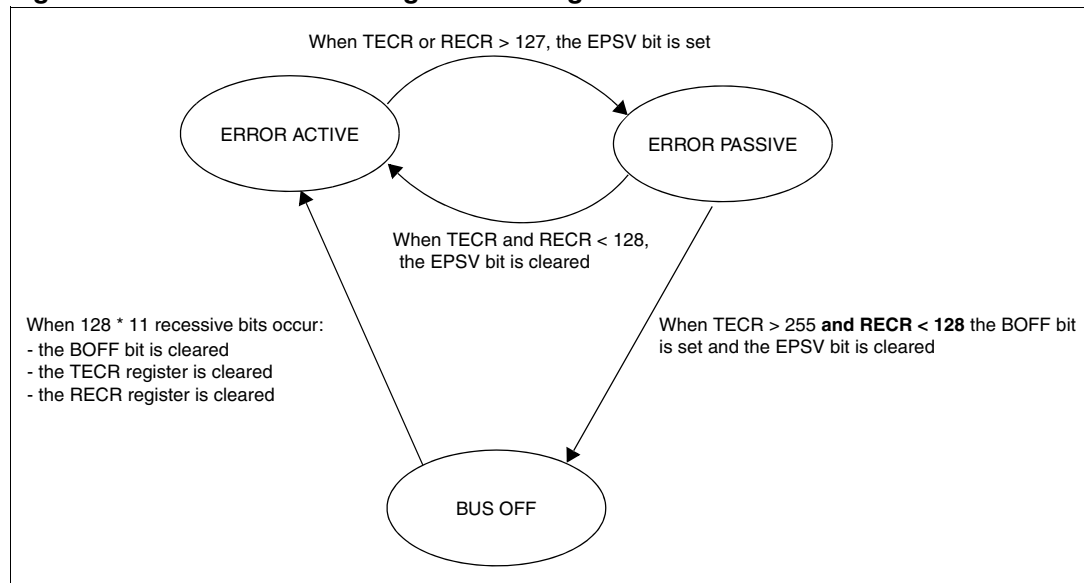 When TECR or RECR > 127, the EPSV bit is set
ERROR ACTIVE
ERROR PASSIVE
When TECR and RECR < 128,
the EPSV bit is cleared
When 128 * 11 recessive bits occur:
- the BOFF bit is cleared
- the TECR register is cleared
- the RECR register is cleared
When TECR > 255 and RECR < 128 the BOFF bit
is set and the EPSV bit is cleared
BUS OFF